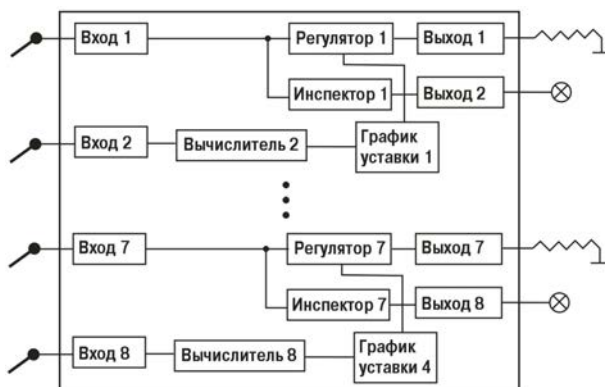 Вход 1
Регулятор 1
Выход 1
Инспектор 1
Выход 2
Вход 2
Вычислитель 2
График
уставки 1
Вход 7
Регулятор 7
Выход 7
Инспектор 7
Выход 8
Вход 8
Вычислитель 8
График
уставки 4